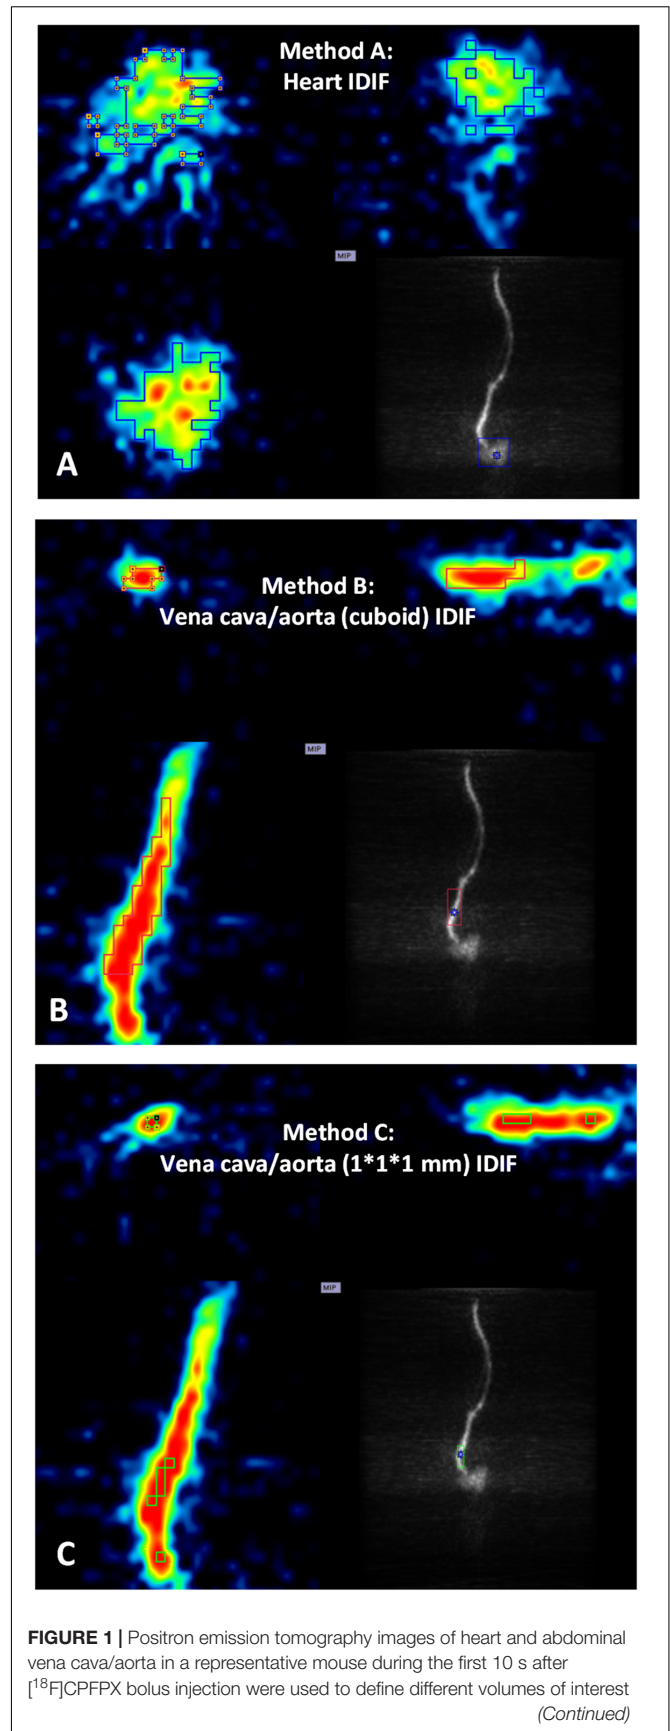 Method A:
Heart IDIF
MIP
A
Method B:
Vena cava/aorta (cuboid) IDIF
MIP
B
Method C:
Vena cava/aorta (1*1*1 mm) IDIF
MIP
C
FIGURE 1 | Positron emission tomography images of heart and abdominal
vena cava/aorta in a representative mouse during the first 10 s after
[¹⁸F]CPFPX bolus injection were used to define different volumes of interest
(Continued)